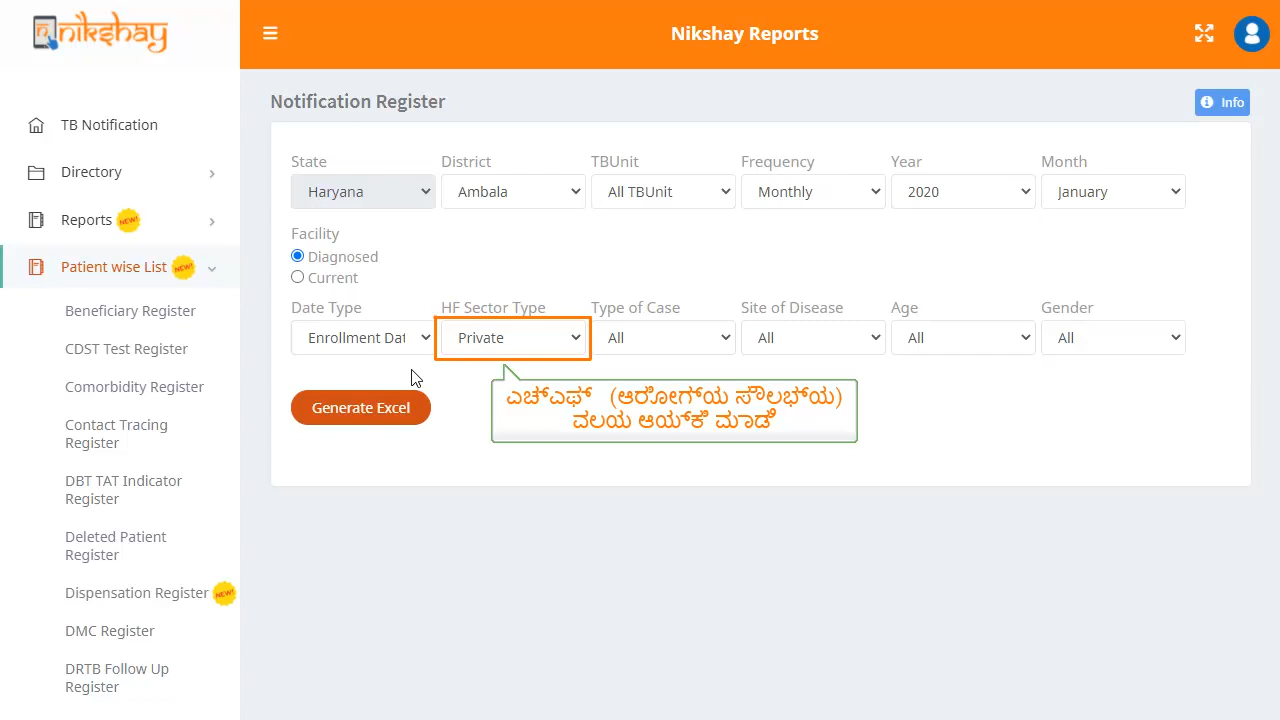 nikshay
Nikshay Reports
TB Notification
Directory
Reports NEW!
Patient wise List NEW!
Beneficiary Register
CDST Test Register
Comorbidity Register
Contact Tracing
Register
DBT TAT Indicator
Register
Deleted Patient
Register
Dispensation Register NEW!
DMC Register
DRTB Follow Up
Register
Notification Register
Info
State District TBUnit Frequency Year Month
Haryana Ambala All TBUnit Monthly 2020 January
Facility
Diagnosed
Current
Date Type HF Sector Type Type of Case Site of Disease Age Gender
Enrollment Dat Private All All All All
Generate Excel
ಎಚ್‌ಎಫ್ (ಆರೋಗ್ಯ ಸೌಲಭ್ಯ)
ವಲಯ ಆಯ್ಕೆ ಮಾಡಿ